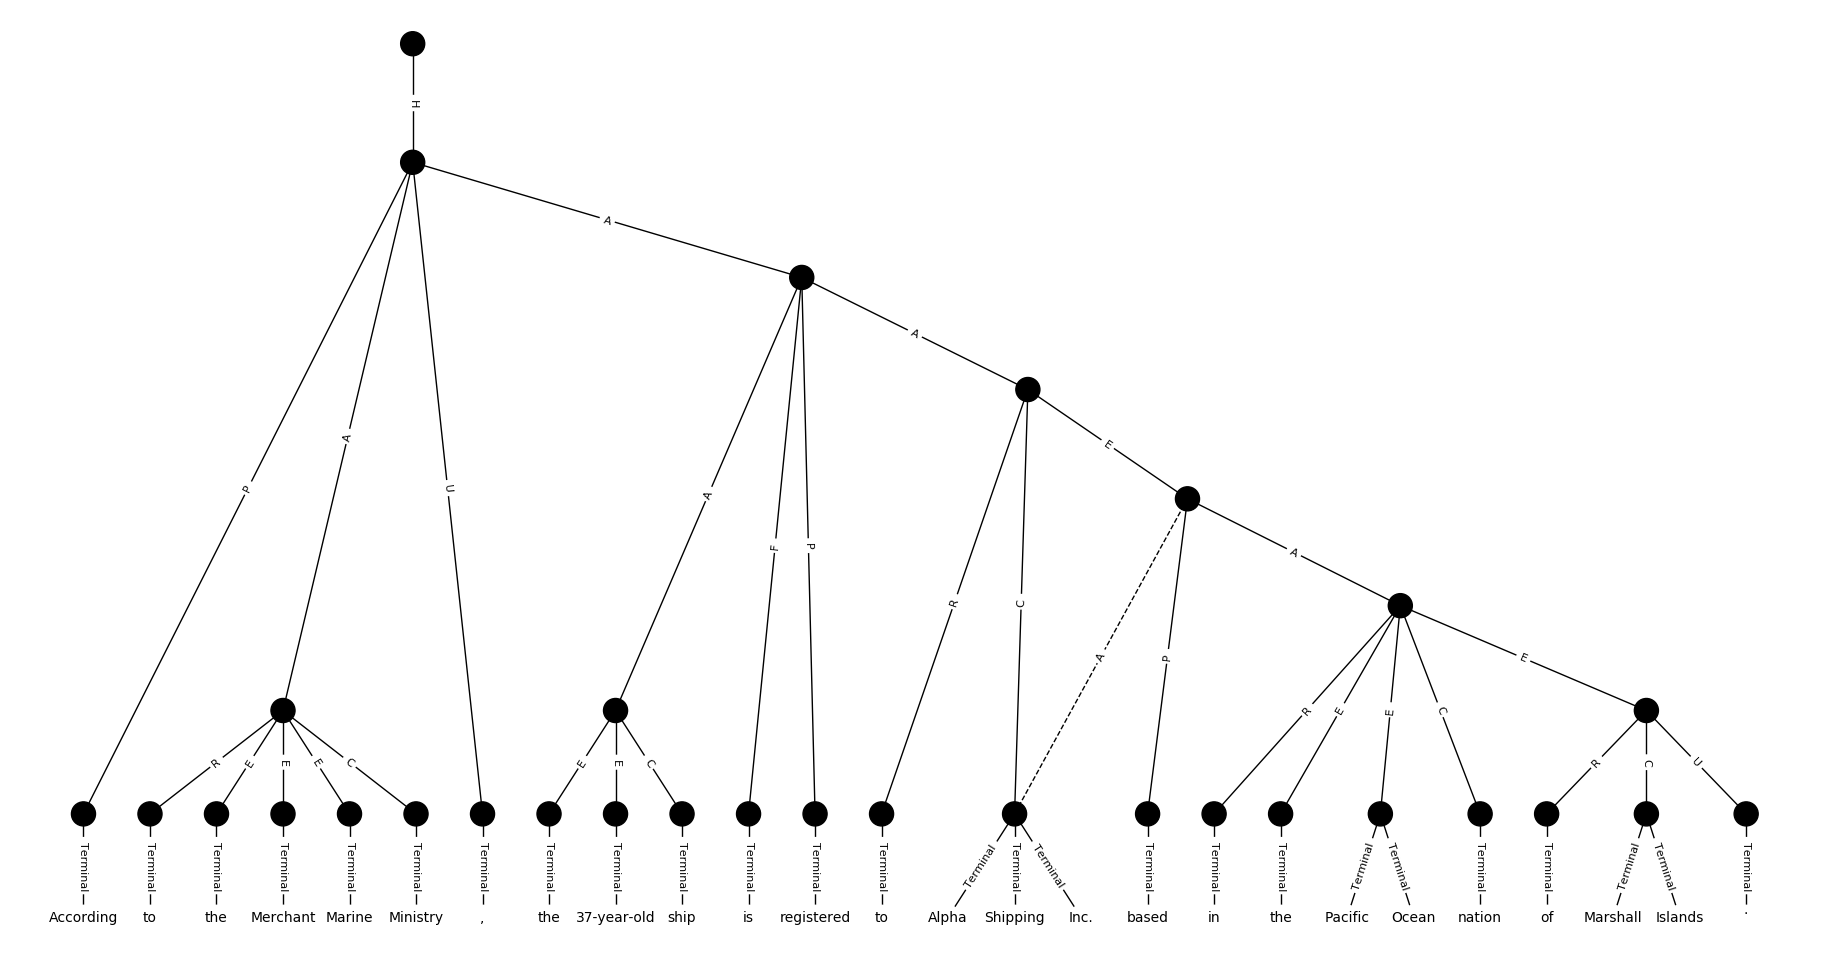 H
A
A
A
P
A
U
E
A
F
P
R
C
A
A
P
E
R
E
E
C
R
E
E
E
C
E
E
C
R
C
U
Terminal Terminal Terminal Terminal Terminal Terminal Terminal Terminal Terminal Terminal Terminal Terminal Terminal Terminal Terminal Terminal Terminal Terminal Terminal Terminal Terminal Terminal Terminal Terminal Terminal Terminal
According to the Merchant Marine Ministry , the 37-year-old ship is registered to Alpha Shipping Inc. based in the Pacific Ocean nation of Marshall Islands .